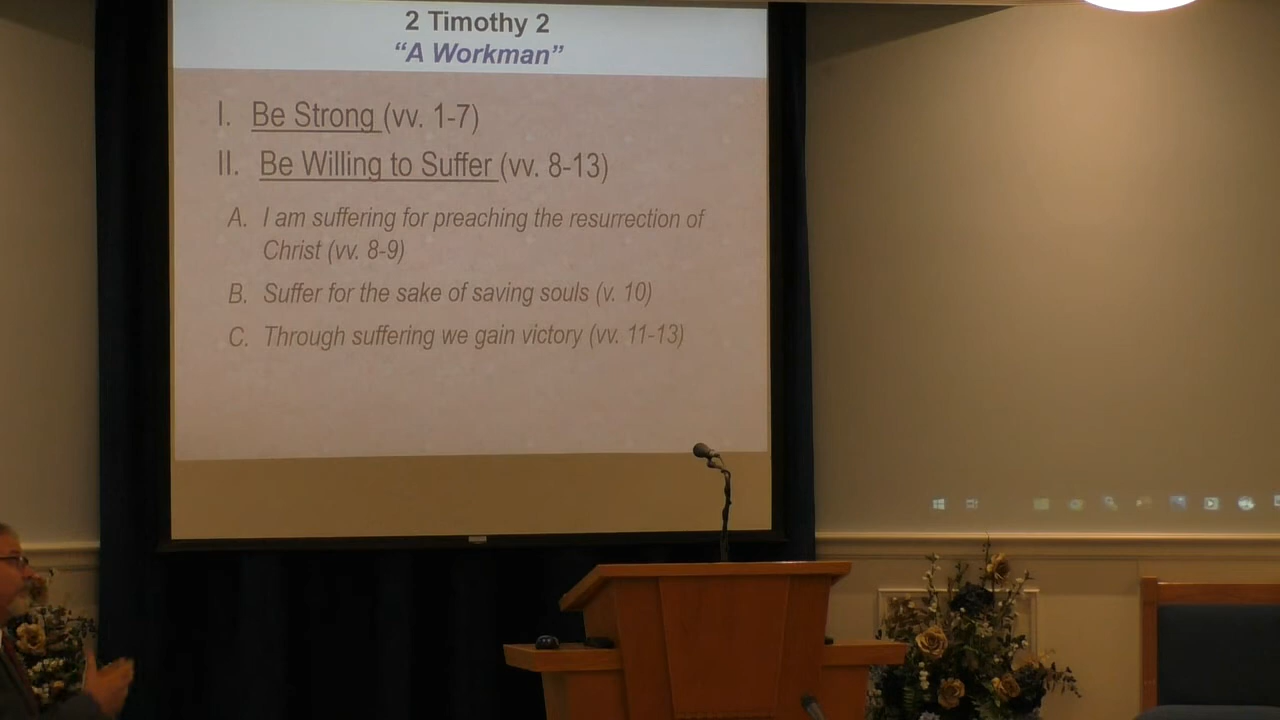 2 Timothy 2
“A Workman”
I. Be Strong (vv. 1-7)
II. Be Willing to Suffer (vv. 8-13)
A. I am suffering for preaching the resurrection of
Christ (vv. 8-9)
B. Suffer for the sake of saving souls (v. 10)
C. Through suffering we gain victory (vv. 11-13)